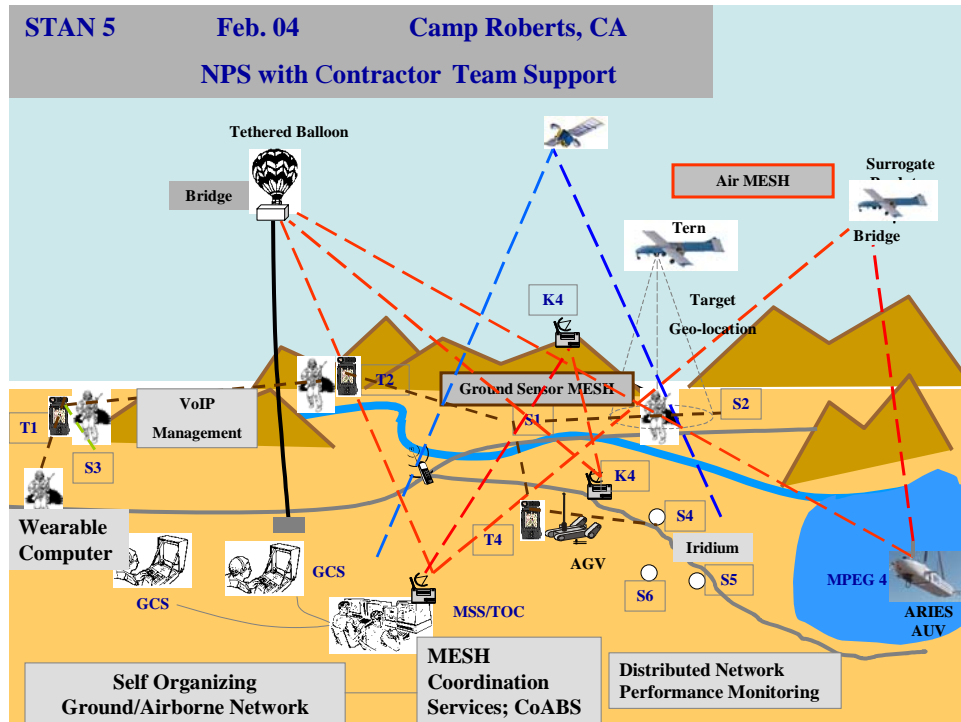 STAN 5 Feb. 04 Camp Roberts, CA
NPS with Contractor Team Support
Tethered Balloon
Bridge
Air MESH
Surrogate
Bridge
Tern
Target
Geo-location
K4
T2
Ground Sensor MESH
VoIP
Management
T1
S3
S1
S2
K4
Wearable
Computer
T4
S4
Iridium
AGV
GCS
GCS
S6
S5
MPEG 4
MSS/TOC
ARIES
AUV
Self Organizing
Ground/Airborne Network
MESH
Coordination
Services; CoABS
Distributed Network
Performance Monitoring